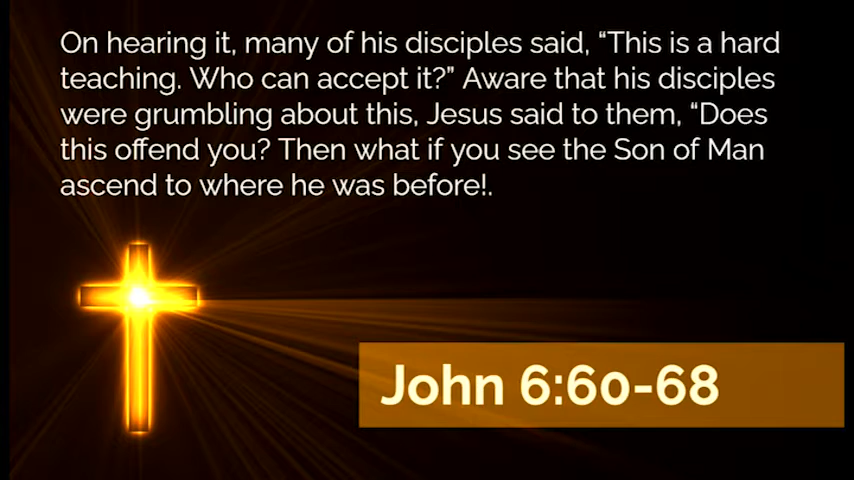 On hearing it, many of his disciples said, “This is a hard
teaching. Who can accept it?” Aware that his disciples
were grumbling about this, Jesus said to them, “Does
this offend you? Then what if you see the Son of Man
ascend to where he was before!.
John 6:60-68